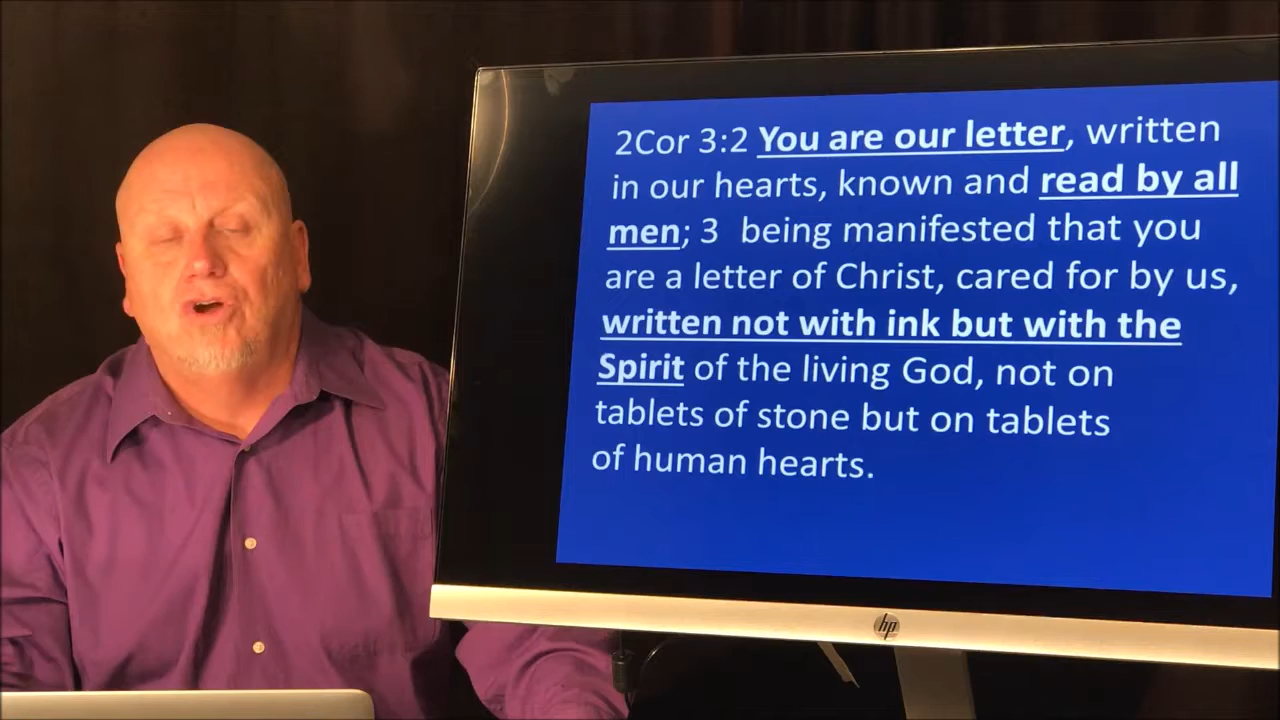 2Cor 3:2 You are our letter, written
in our hearts, known and read by all
men; 3 being manifested that you
are a letter of Christ, cared for by us,
written not with ink but with the
Spirit of the living God, not on
tablets of stone but on tablets
of human hearts.
hp